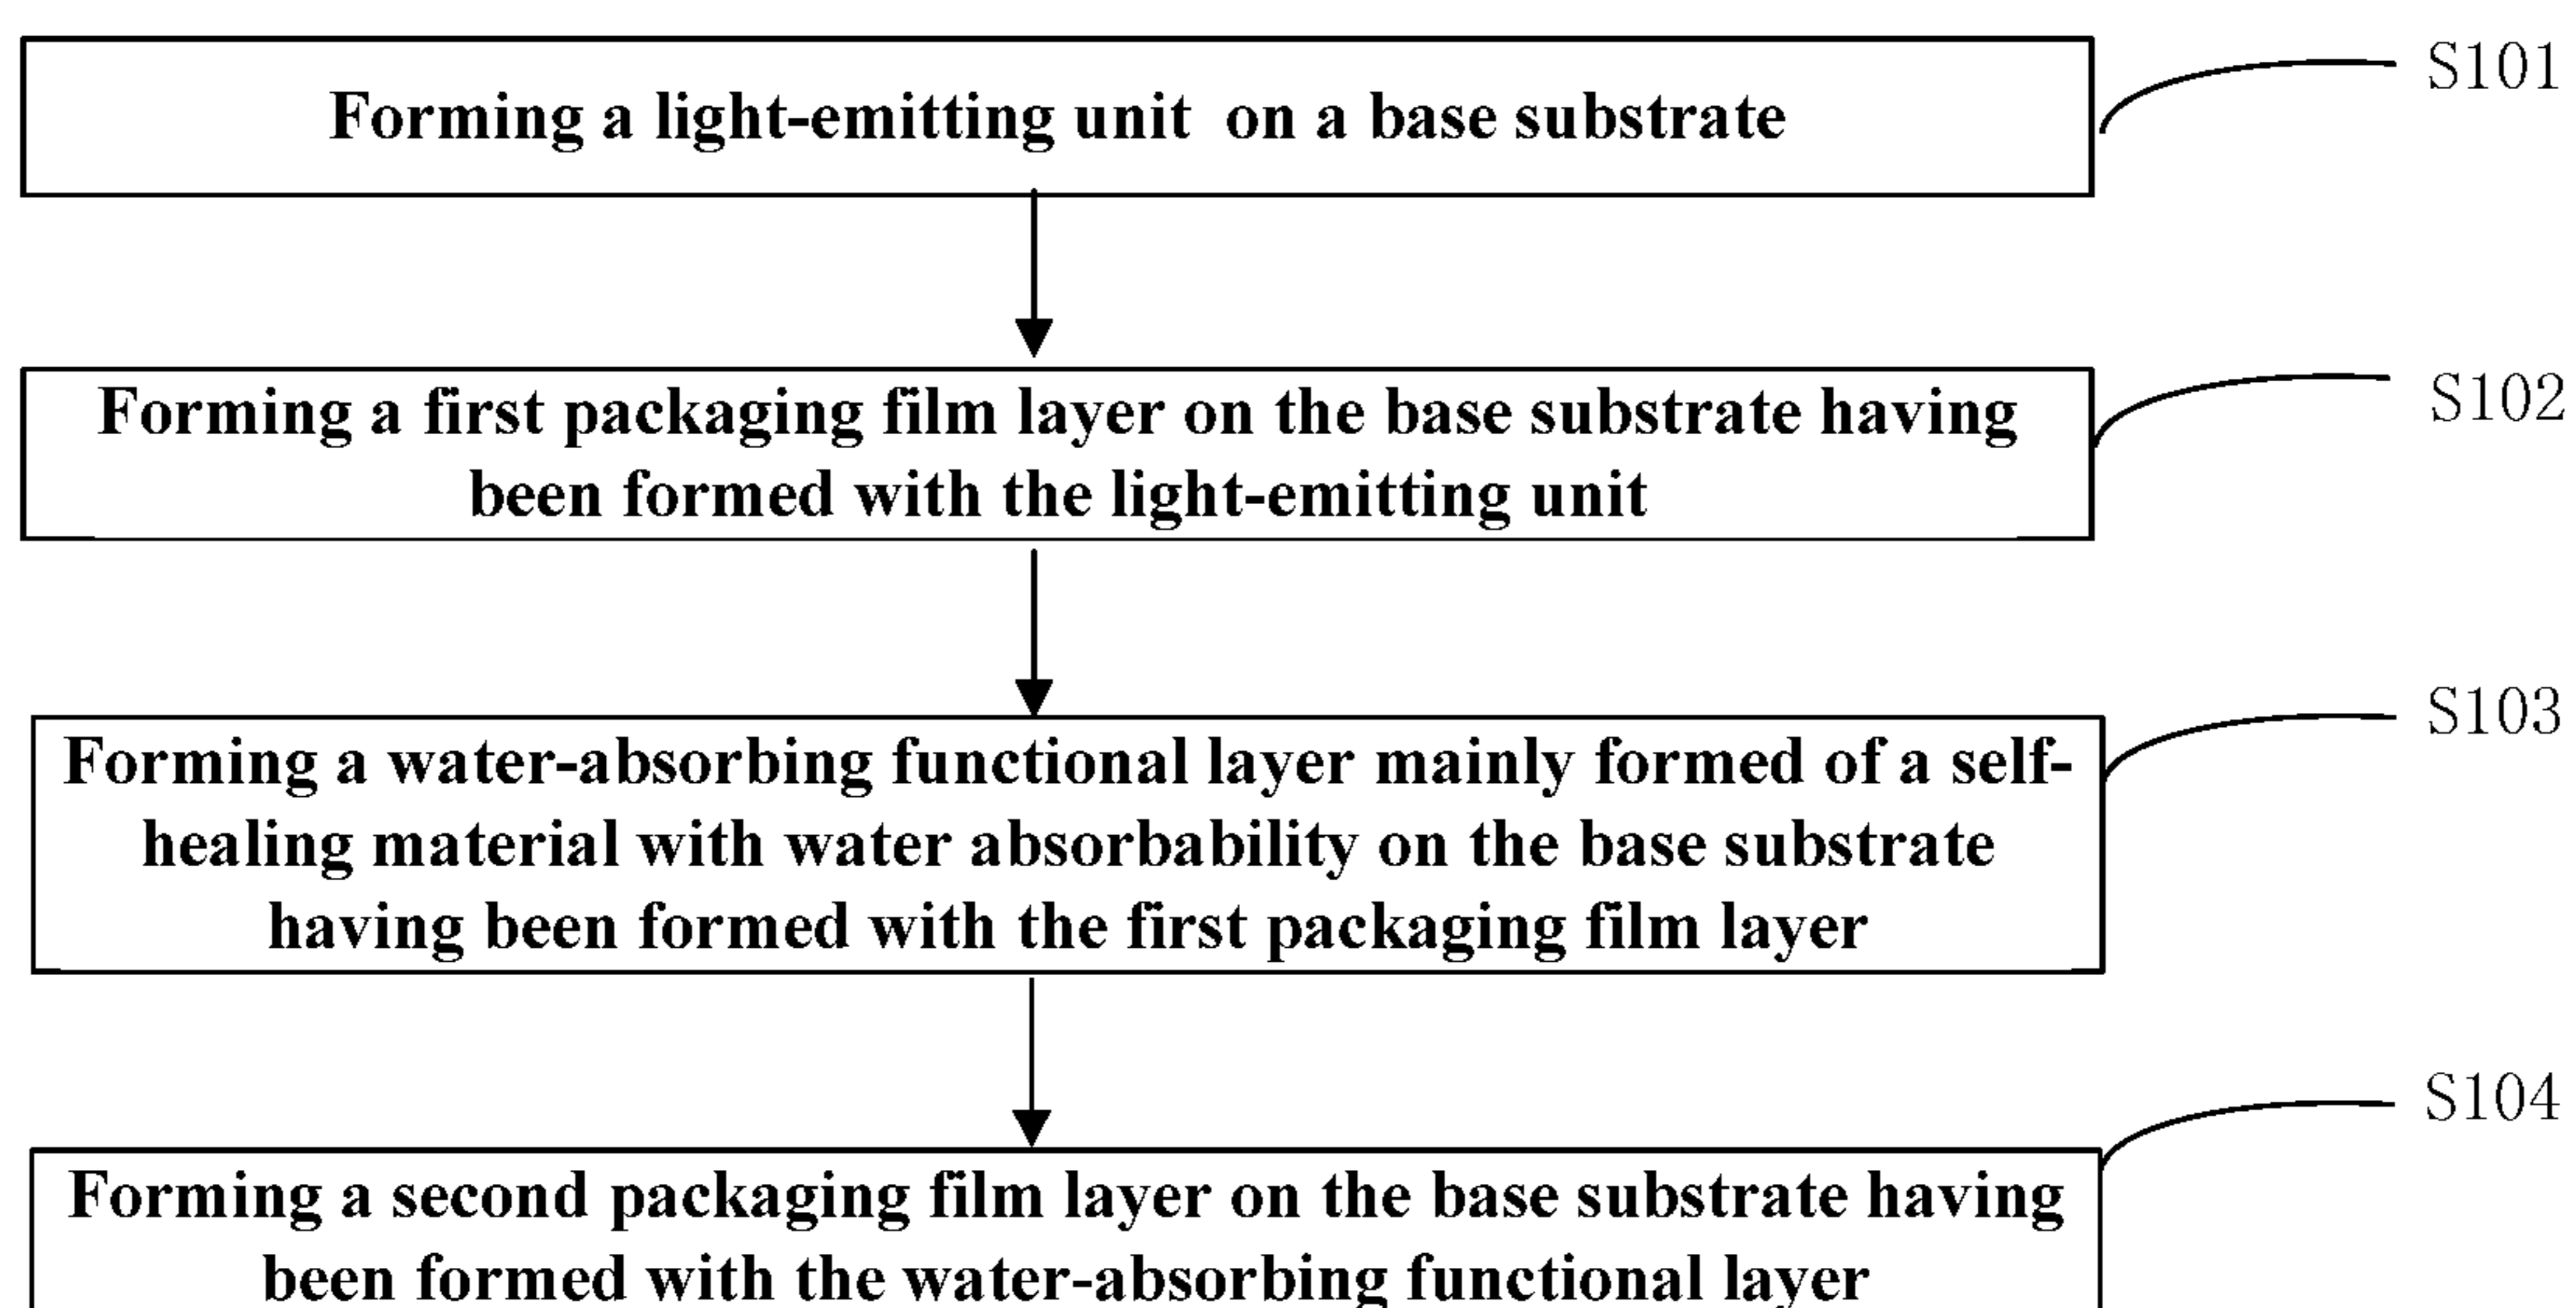 Forming a light-emitting unit on a base substrate
S101
Forming a first packaging film layer on the base substrate having
been formed with the light-emitting unit
S102
Forming a water-absorbing functional layer mainly formed of a self-
healing material with water absorbability on the base substrate
having been formed with the first packaging film layer
S103
Forming a second packaging film layer on the base substrate having
been formed with the water-absorbing functional layer
S104